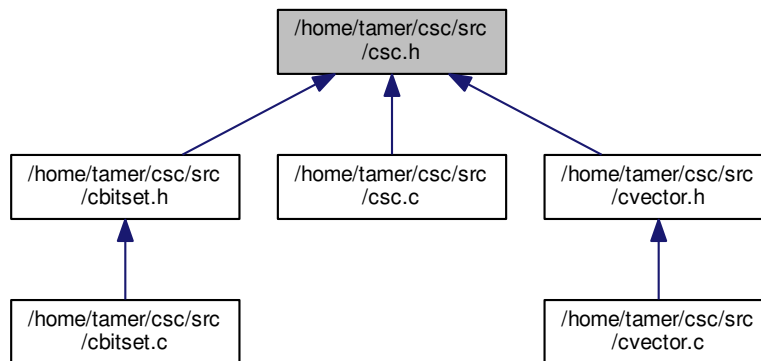 /home/tamer/csc/src
/csc.h
/home/tamer/csc/src
/cbitset.h
/home/tamer/csc/src
/csc.c
/home/tamer/csc/src
/cvector.h
/home/tamer/csc/src
/cbitset.c
/home/tamer/csc/src
/cvector.c